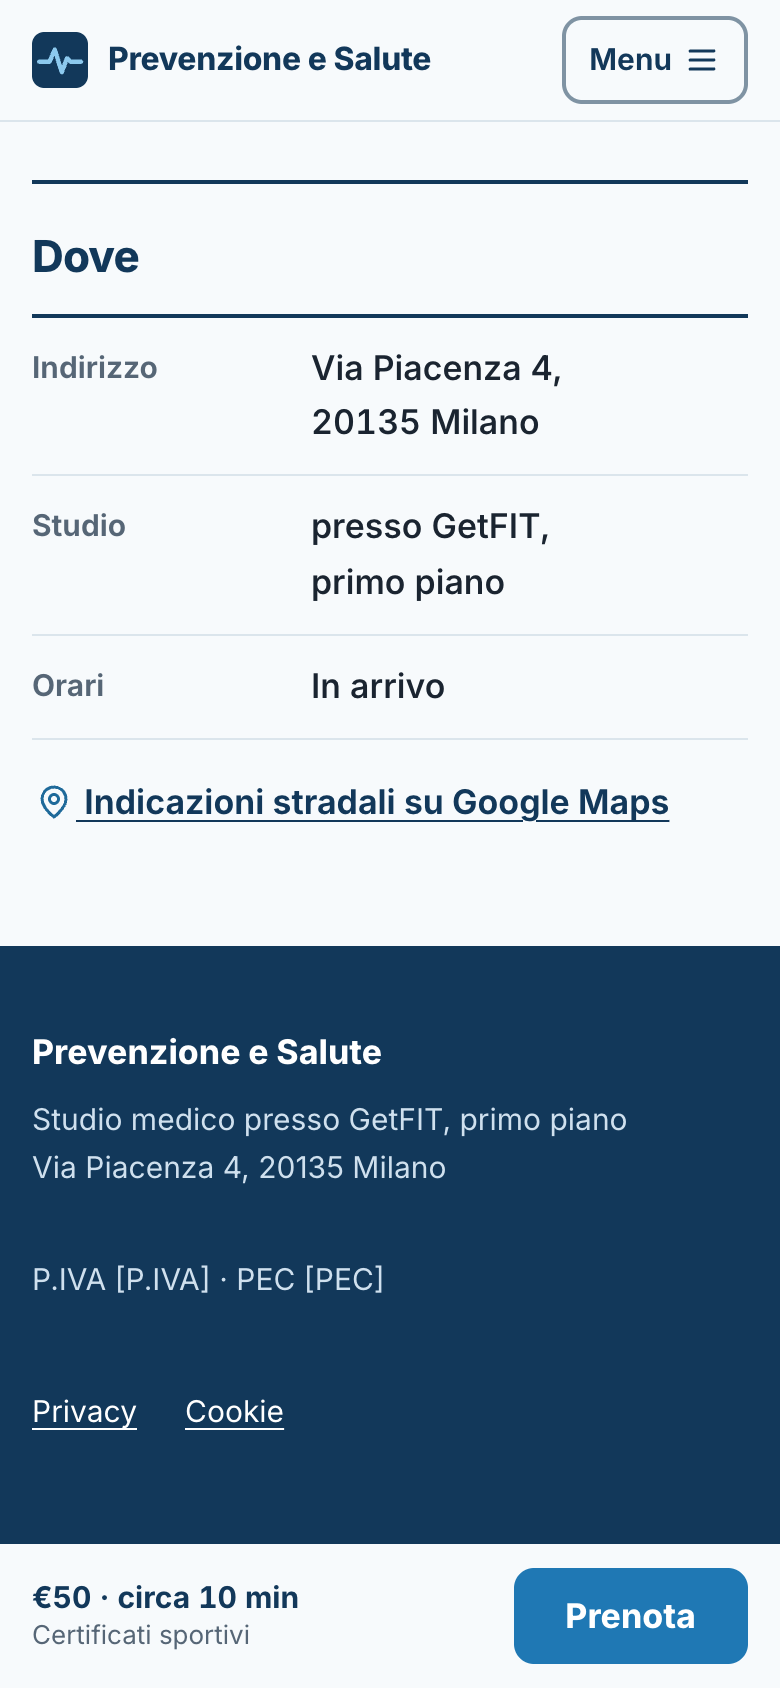 Prevenzione e Salute
Menu
Dove
Indirizzo
Via Piacenza 4,
20135 Milano
Studio
presso GetFIT,
primo piano
Orari
In arrivo
Indicazioni stradali su Google Maps
Prevenzione e Salute
Studio medico presso GetFIT, primo piano
Via Piacenza 4, 20135 Milano
P.IVA [P.IVA] · PEC [PEC]
Privacy
Cookie
€50 · circa 10 min
Certificati sportivi
Prenota